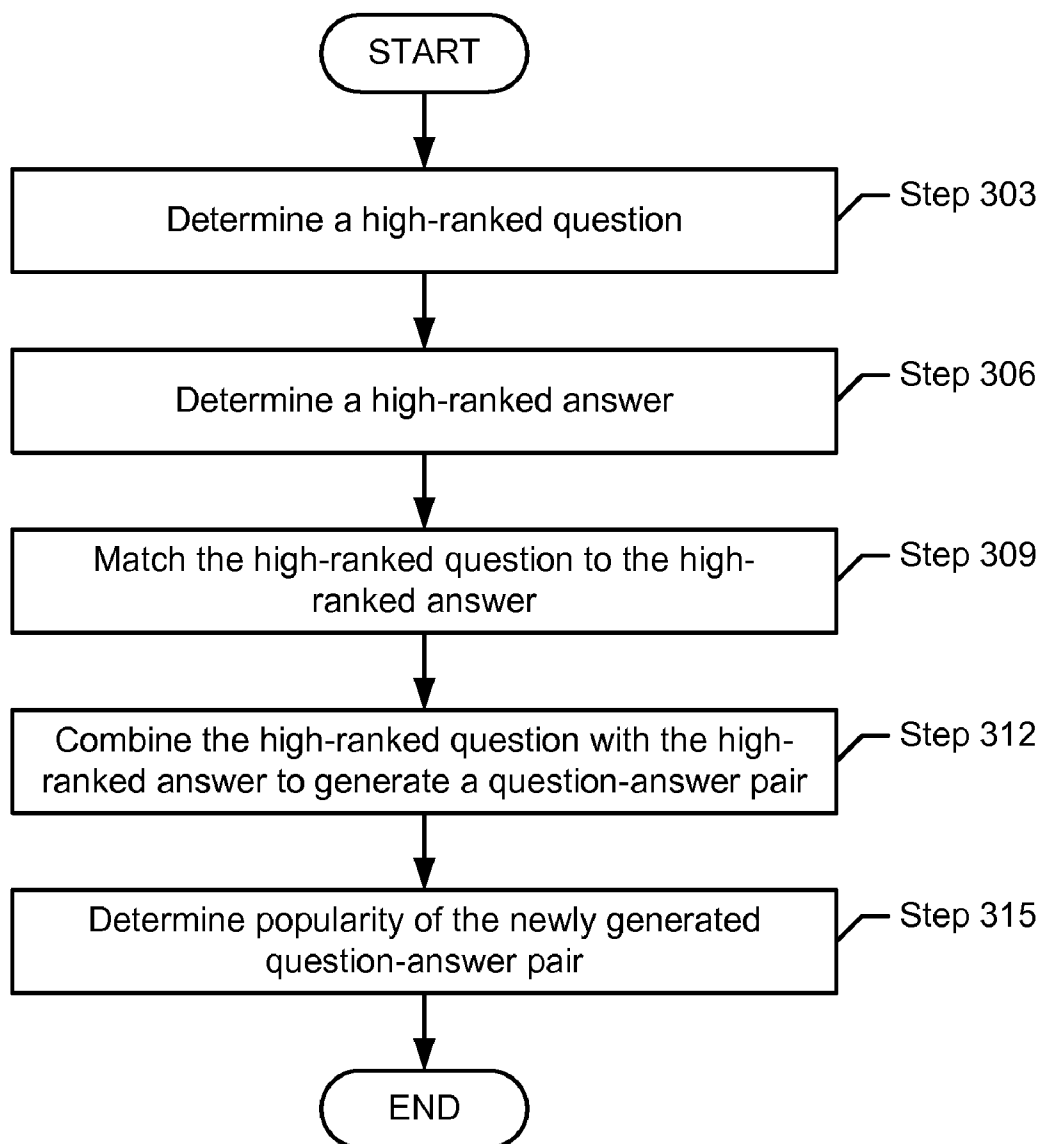 START
Determine a high-ranked question
Step 303
Determine a high-ranked answer
Step 306
Match the high-ranked question to the high-
ranked answer
Step 309
Combine the high-ranked question with the high-
ranked answer to generate a question-answer pair
Step 312
Determine popularity of the newly generated
question-answer pair
Step 315
END